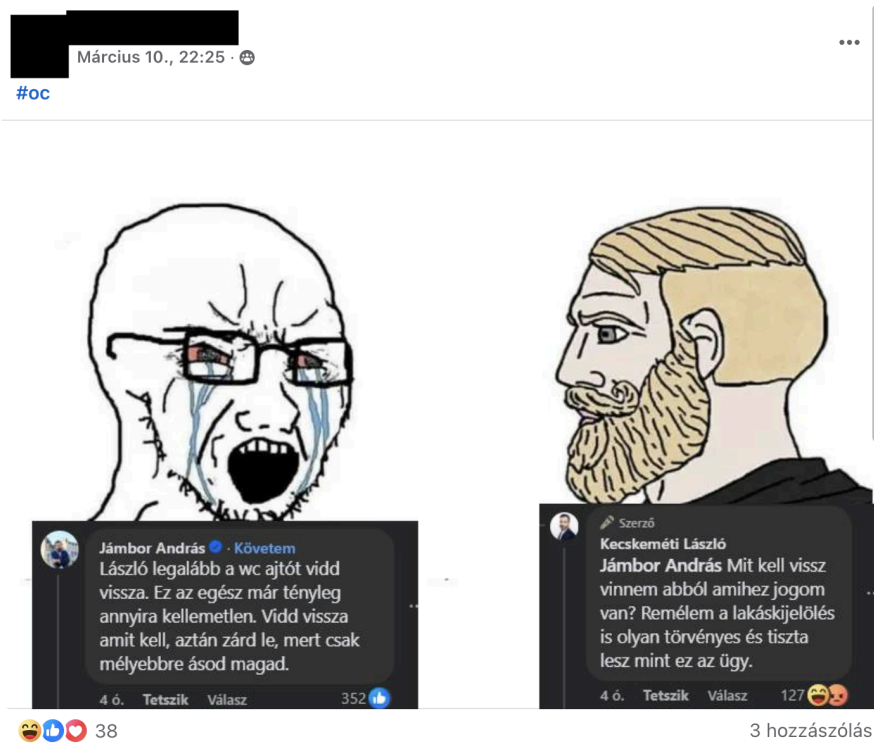 Március 10., 22:25 ·
#oc
Jámbor András · Követem
László legalább a wc ajtót vidd
vissza. Ez az egész már tényleg
annyira kellemetlen. Vidd vissza
amit kell, aztán zárd le, mert csak
mélyebbre ásod magad.
4 ó. Tetszik Válasz 352
Szerző
Kecskeméti László
Jámbor András Mit kell vissz
vinnem abból amihez jogom
van? Remélem a lakáskijelölés
is olyan törvényes és tiszta
lesz mint ez az ügy.
4 ó. Tetszik Válasz 127
38
3 hozzászólás